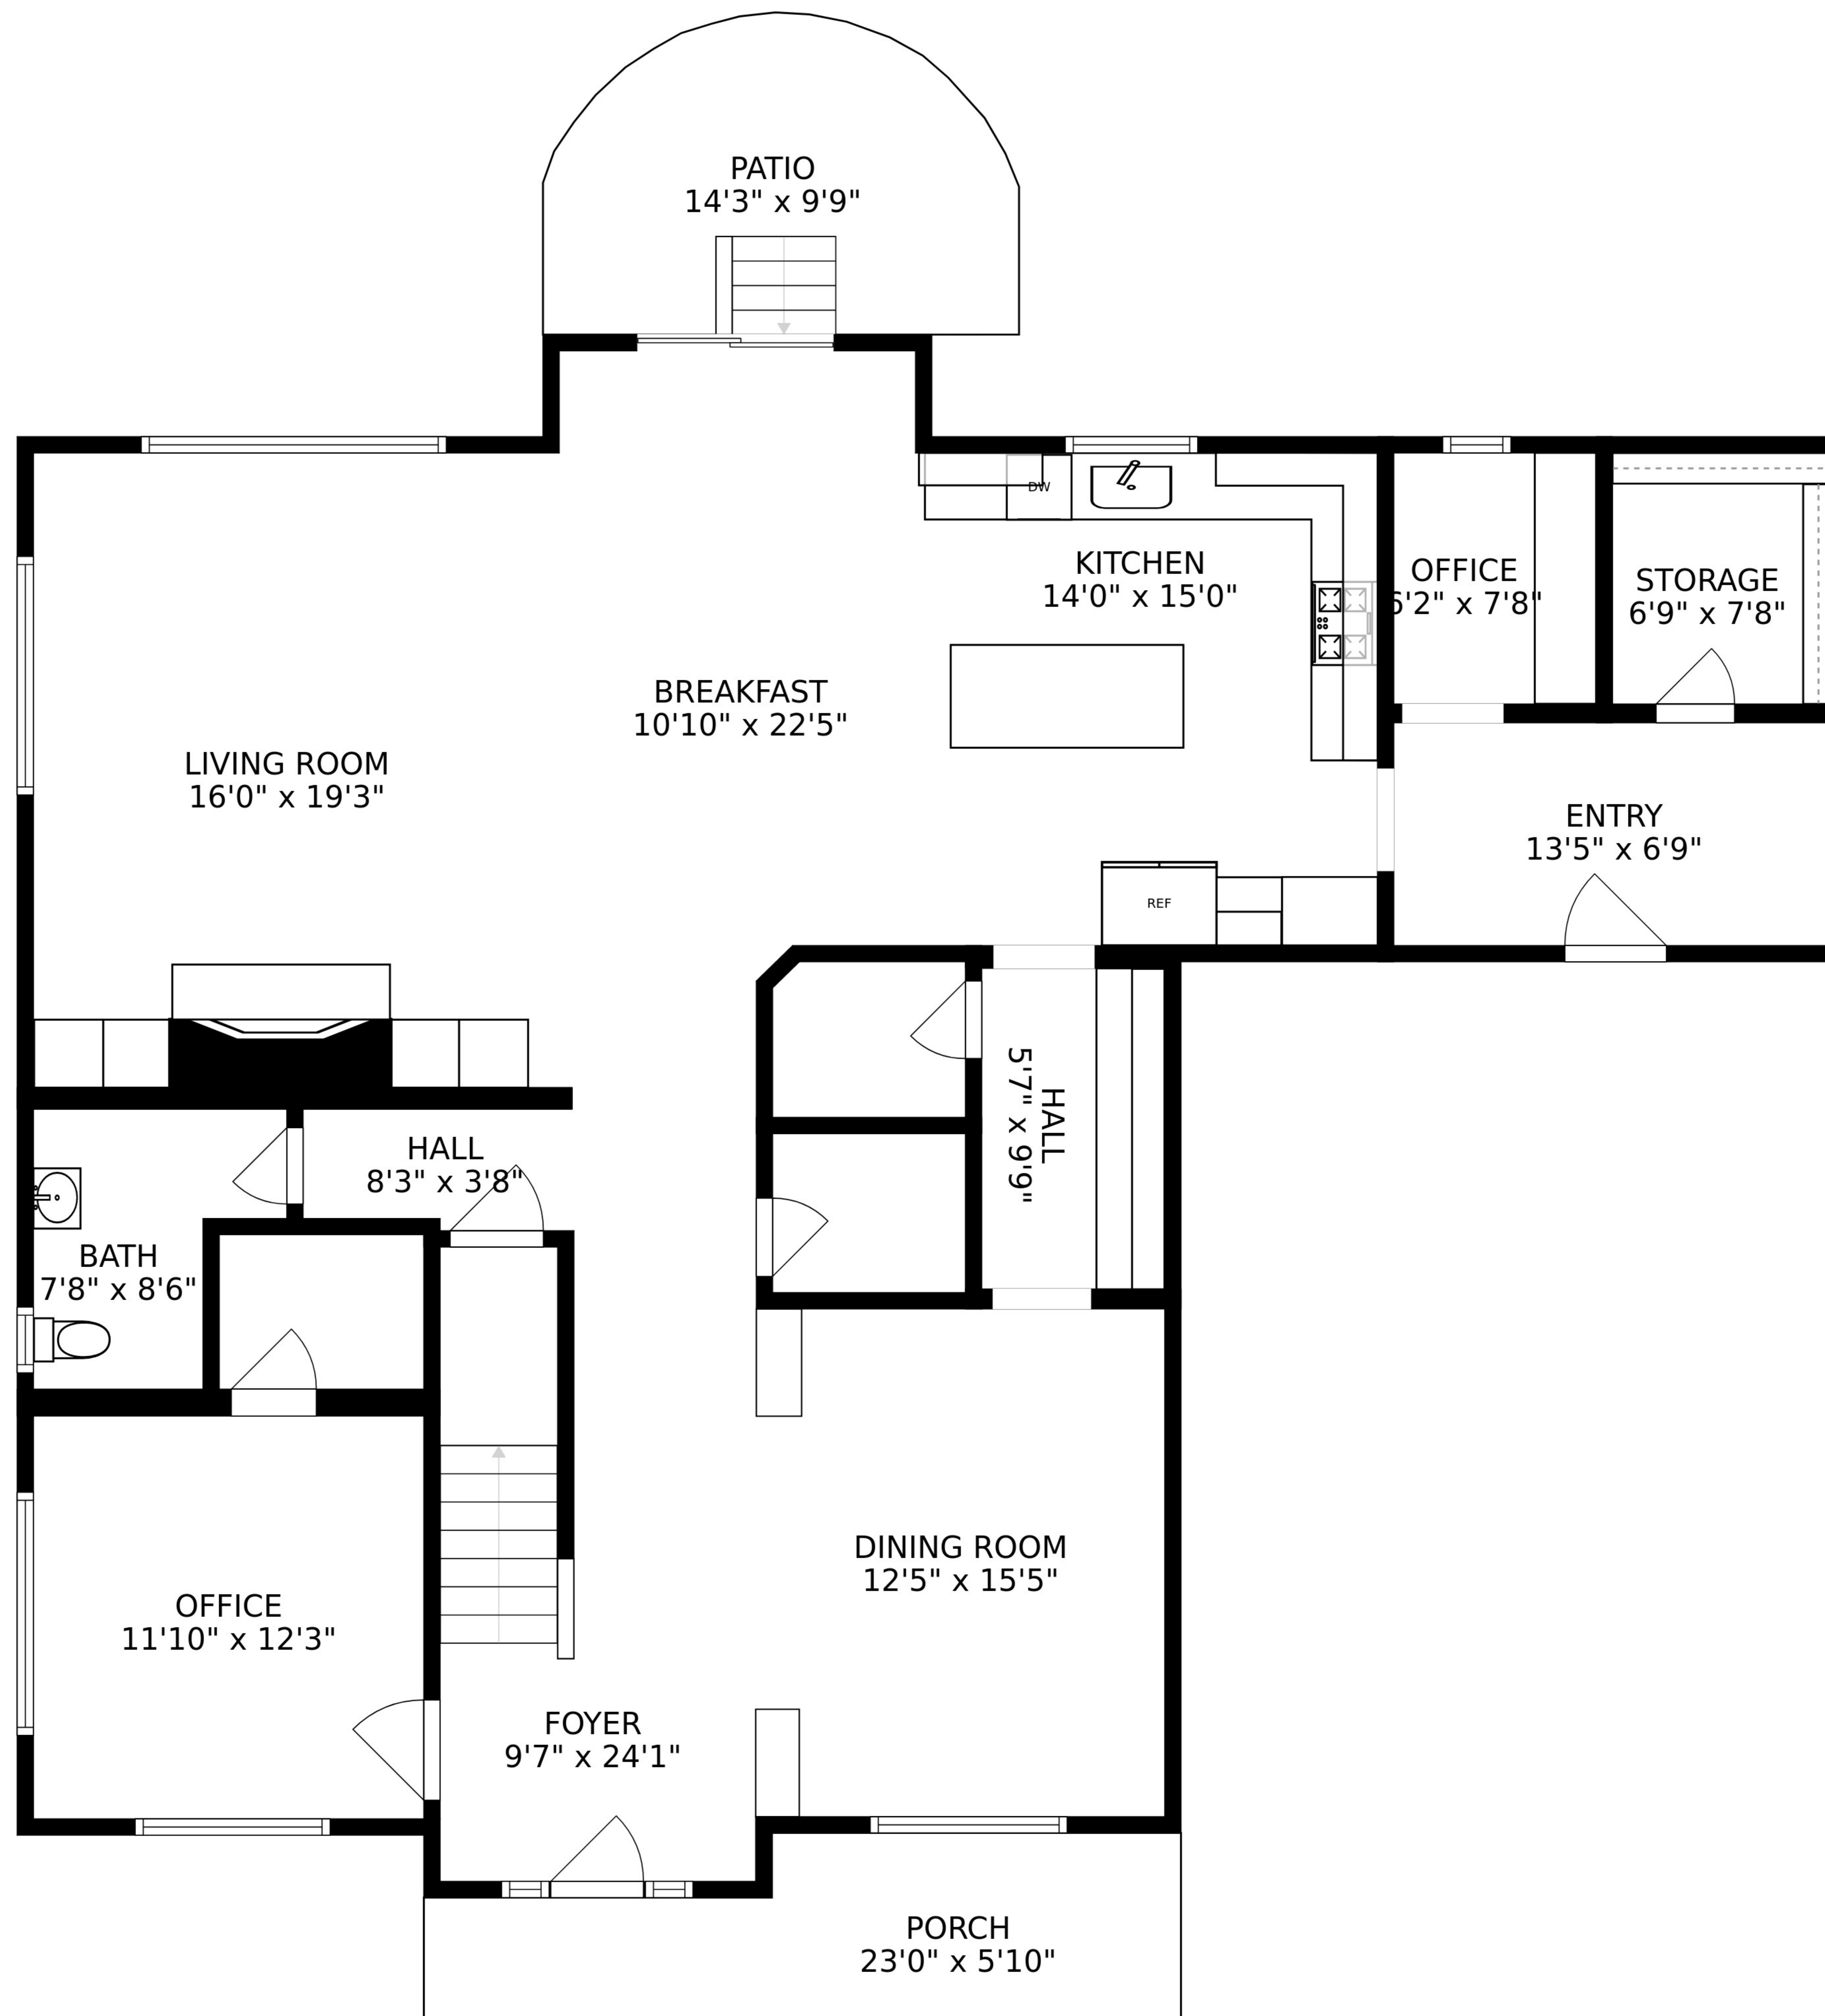 PATIO
14'3" x 9'9"
DW
KITCHEN
14'0" x 15'0"
OFFICE
6'2" x 7'8"
STORAGE
6'9" x 7'8"
BREAKFAST
10'10" x 22'5"
LIVING ROOM
16'0" x 19'3"
ENTRY
13'5" x 6'9"
REF
HALL
5'7" x 9'9"
HALL
8'3" x 3'8"
BATH
7'8" x 8'6"
DINING ROOM
12'5" x 15'5"
OFFICE
11'10" x 12'3"
FOYER
9'7" x 24'1"
PORCH
23'0" x 5'10"